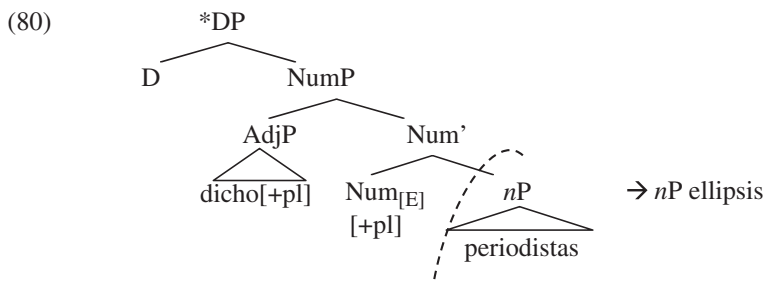 (80) *DP
D NumP
AdjP Num’
dicho[+pl] Num[E] nP → nP ellipsis
[+pl]
periodistas